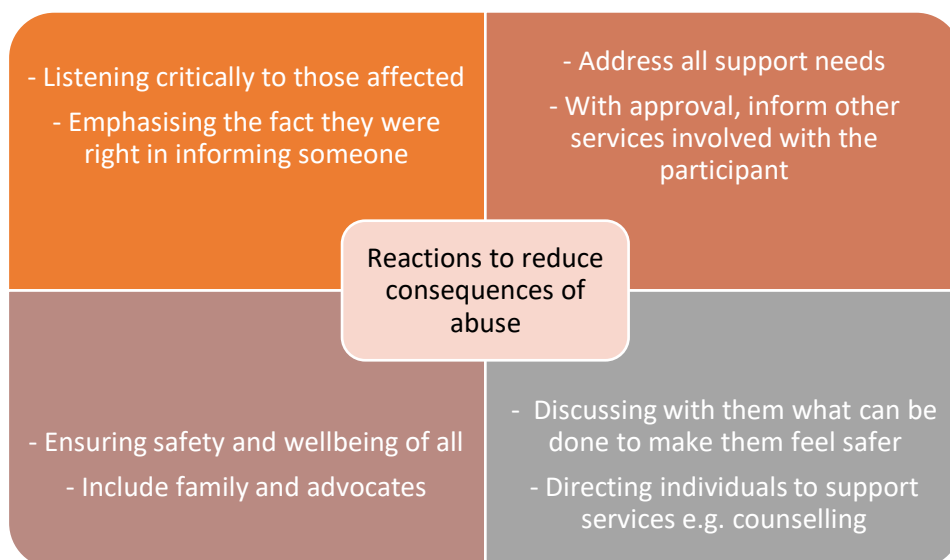 - Listening critically to those affected
- Emphasising the fact they were
right in informing someone
- Address all support needs
- With approval, inform other
services involved with the
participant
Reactions to reduce
consequences of
abuse
- Ensuring safety and wellbeing of all
- Include family and advocates
- Discussing with them what can be
done to make them feel safer
- Directing individuals to support
services e.g. counselling